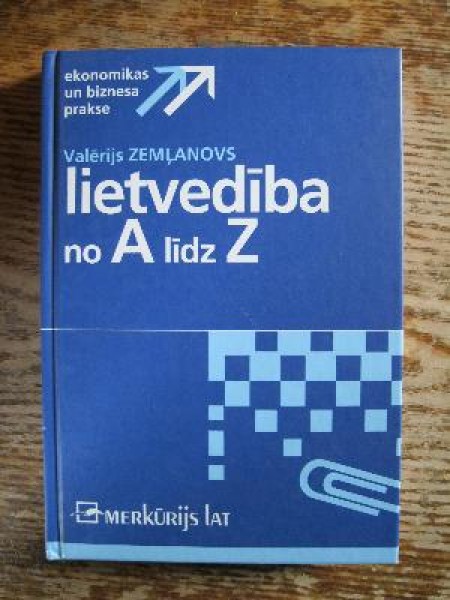 ekonomikas
un biznesa
prakse
Valērijs ZEMĻANOVS
lietvedība
no A līdz Z
MERKŪRIJS LAT